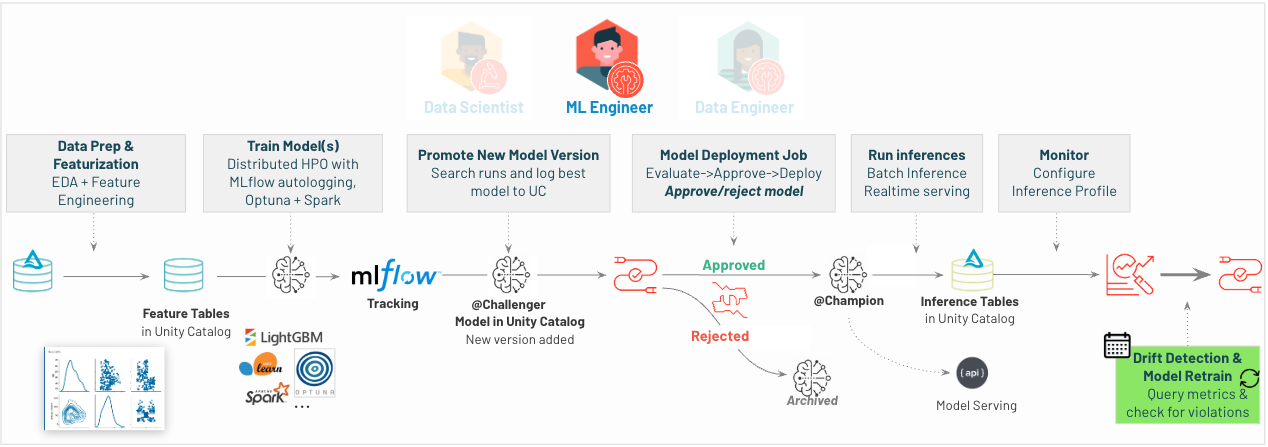 Data Scientist
ML Engineer
Data Engineer
Data Prep &
Featurization
EDA + Feature
Engineering
Train Model(s)
Distributed HPO with
MLflow autologging,
Optuna + Spark
Promote New Model Version
Search runs and log best
model to UC
Model Deployment Job
Evaluate->Approve->Deploy
Approve/reject model
Run inferences
Batch Inference
Realtime serving
Monitor
Configure
Inference Profile
mlflow
Tracking
Feature Tables
in Unity Catalog
@Challenger
Model in Unity Catalog
New version added
Approved
Rejected
@Champion
Archived
Inference Tables
in Unity Catalog
{api}
Model Serving
LightGBM
learn
APACHE
Spark
OPTUNA
...
Drift Detection &
Model Retrain
Query metrics &
check for violations